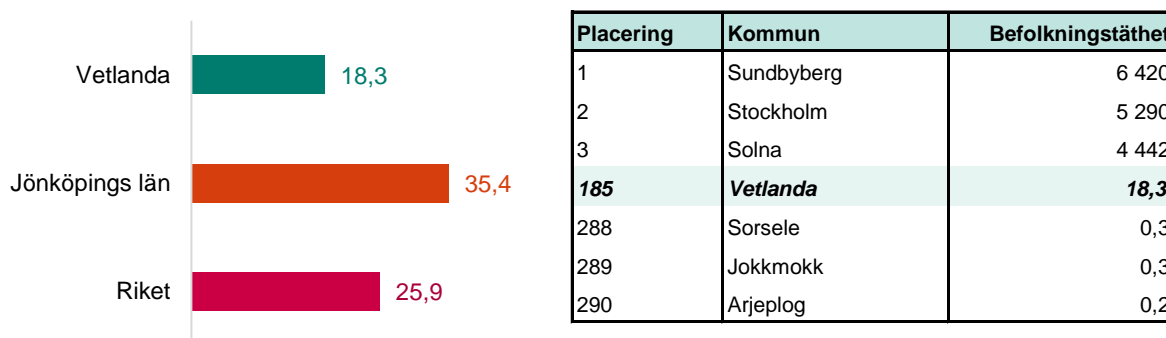 Vetlanda 18,3
Jönköpings län 35,4
Riket 25,9
Placering Kommun Befolkningstäthet
1 Sundbyberg 6 420
2 Stockholm 5 290
3 Solna 4 442
185 Vetlanda 18,3
288 Sorsele 0,3
289 Jokkmokk 0,3
290 Arjeplog 0,2